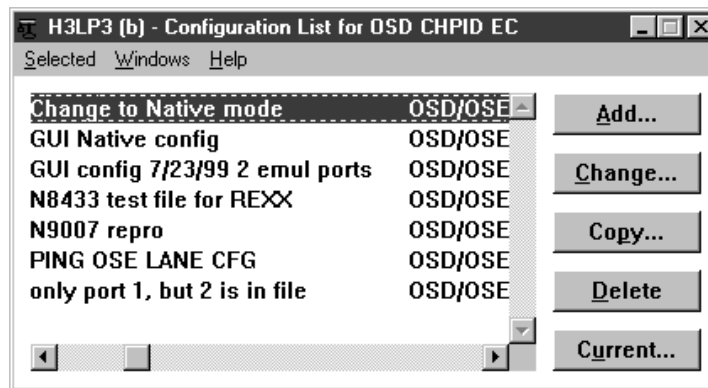 H3LP3 (b) - Configuration List for OSD CHPID EC
Selected Windows Help
Change to Native mode OSD/OSE
GUI Native config OSD/OSE
GUI config 7/23/99 2 emul ports OSD/OSE
N8433 test file for REXX OSD/OSE
N9007 repro OSD/OSE
PING OSE LANE CFG OSD/OSE
only port 1, but 2 is in file OSD/OSE
Add...
Change...
Copy...
Delete
Current...